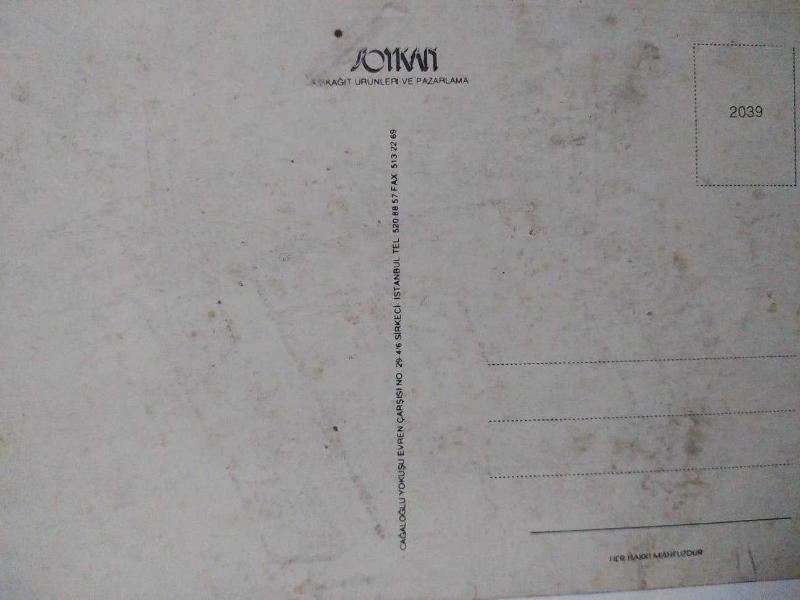 SOYKAN
KAĞIT ÜRÜNLERİ VE PAZARLAMA
2039
CAĞALOĞLU YOKUŞU EVREN ÇARŞISI NO. 29-4/6 SİRKECİ- İSTANBUL TEL: 520 88 57 FAX: 513 22 69
HER HAKKI MAHFUZDUR